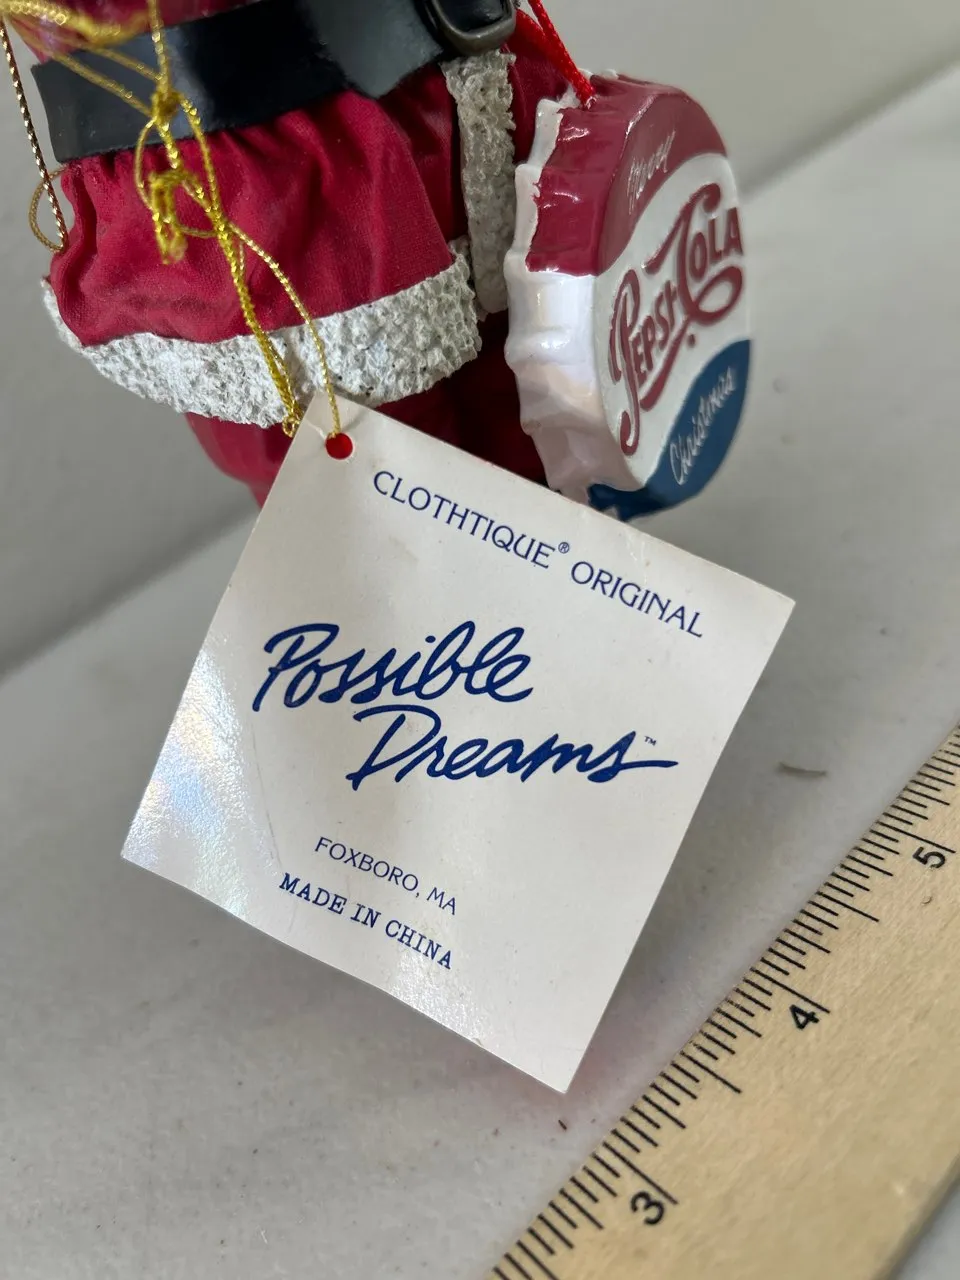 Merry
PEPSI-COLA
Christmas
CLOTHTIQUE® ORIGINAL
Possible
Dreams™
FOXBORO, MA
MADE IN CHINA
5
4
3